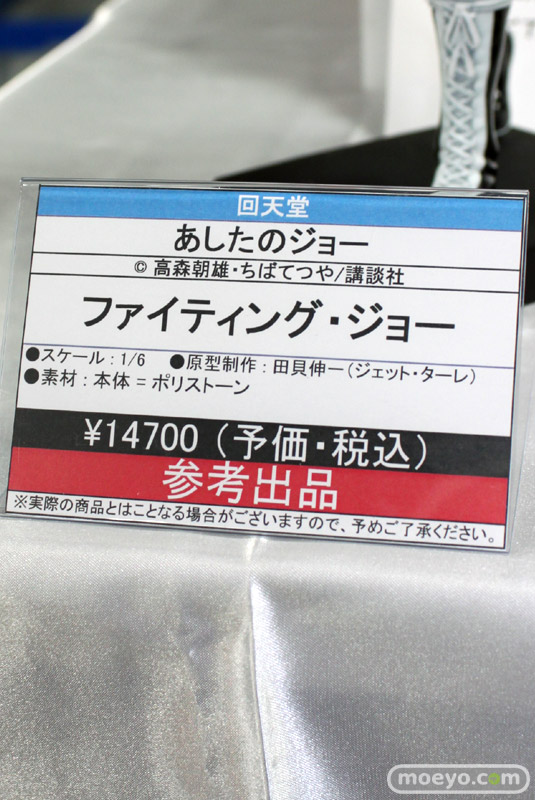 回天堂
あしたのジョー
© 高森朝雄・ちばてつや/講談社
ファイティング・ジョー
●スケール：1/6 ●原型制作：田貝伸一（ジェット・ターレ）
●素材：本体＝ポリストーン
¥14700（予価・税込）
参考出品
※実際の商品とはことなる場合がございますので、予めご了承ください。
moeyo.com